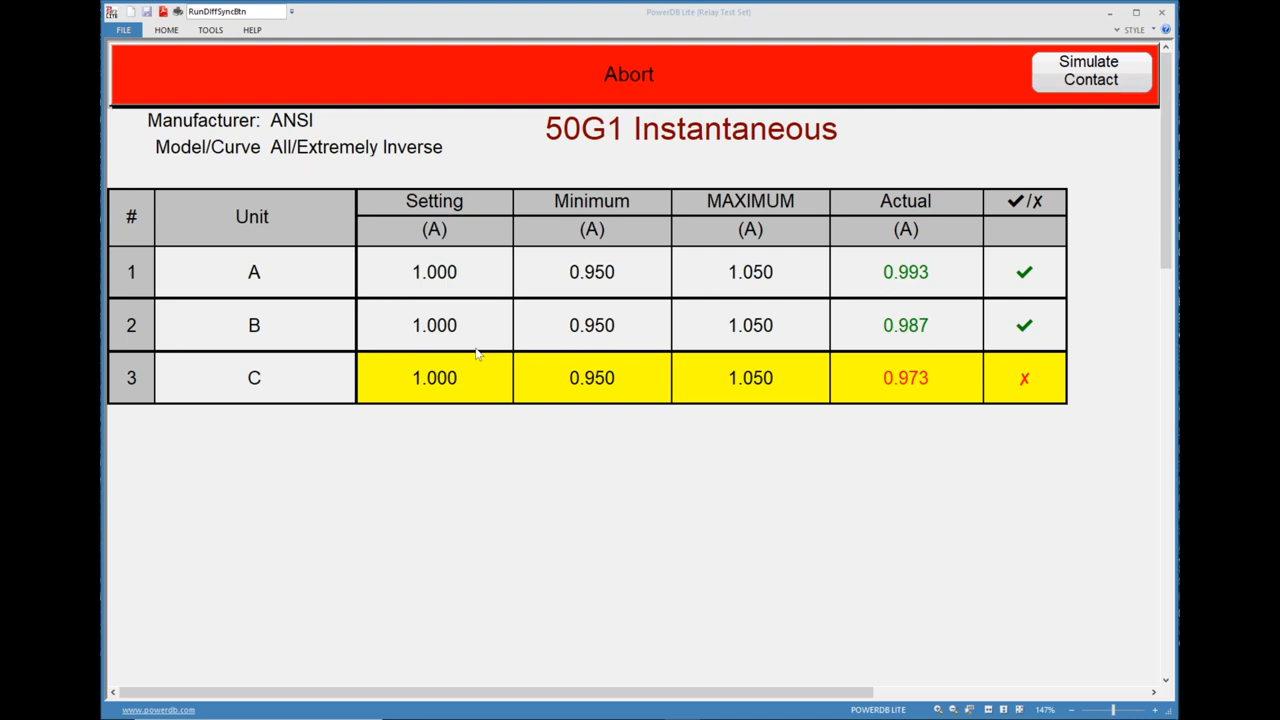 RunDiffSyncBtn
PowerDB Lite (Relay Test Set)
FILE HOME TOOLS HELP
STYLE
Abort
Simulate
Contact
Manufacturer: ANSI
50G1 Instantaneous
Model/Curve All/Extremely Inverse
# Unit Setting Minimum MAXIMUM Actual ✔/✗
(A) (A) (A) (A)
1 A 1.000 0.950 1.050 0.993 ✔
2 B 1.000 0.950 1.050 0.987 ✔
3 C 1.000 0.950 1.050 0.973 ✗
www.powerdb.com
POWERDB LITE
147%